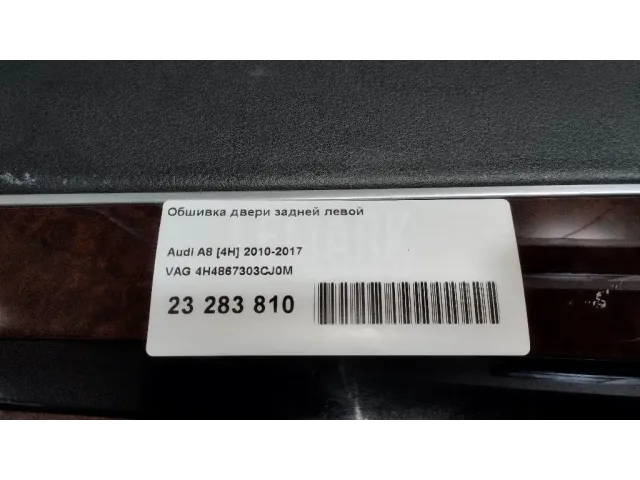 Обшивка двери задней левой
Audi A8 [4H] 2010-2017
VAG 4H4867303CJ0M
23 283 810